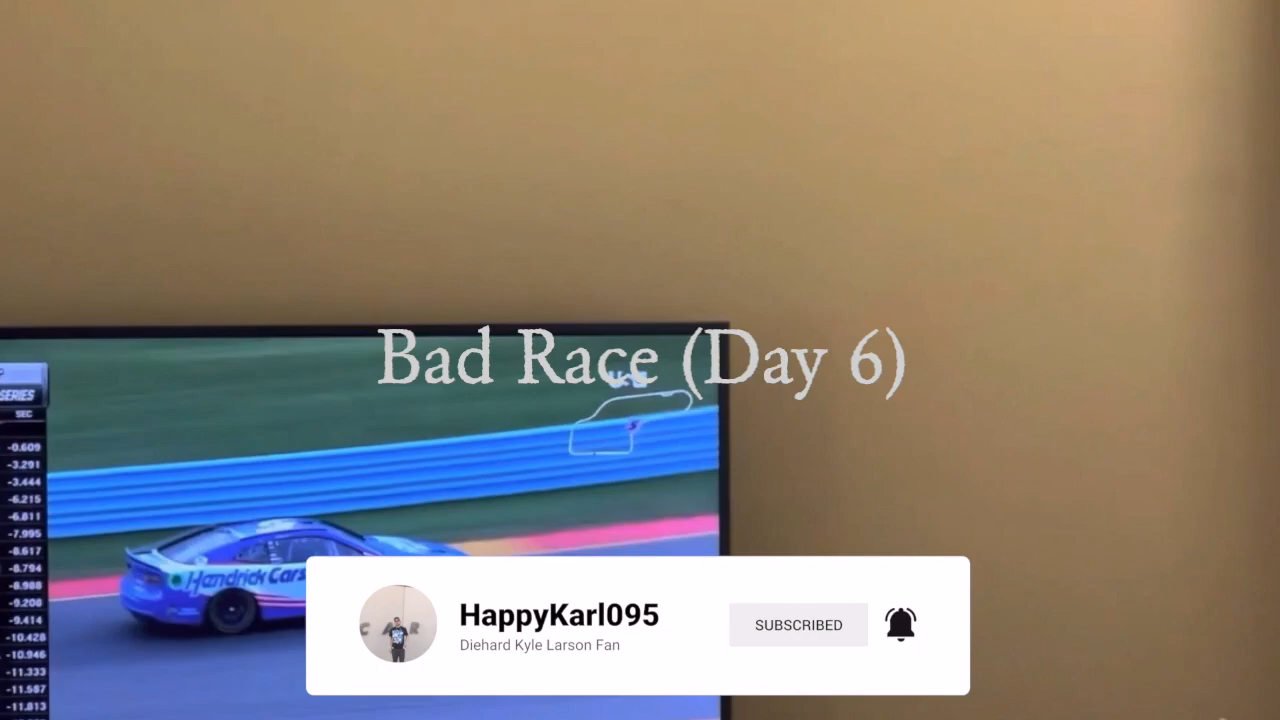 Bad Race (Day 6)
SERIES
SEC
-0.609
-3.291
-3.444
-6.215
-6.811
-7.995
-8.617
-8.794
-8.988
-9.208
-9.414
-10.428
-10.946
-11.333
-11.587
-11.813
Hendrick Cars
HappyKarl095
Diehard Kyle Larson Fan
SUBSCRIBED